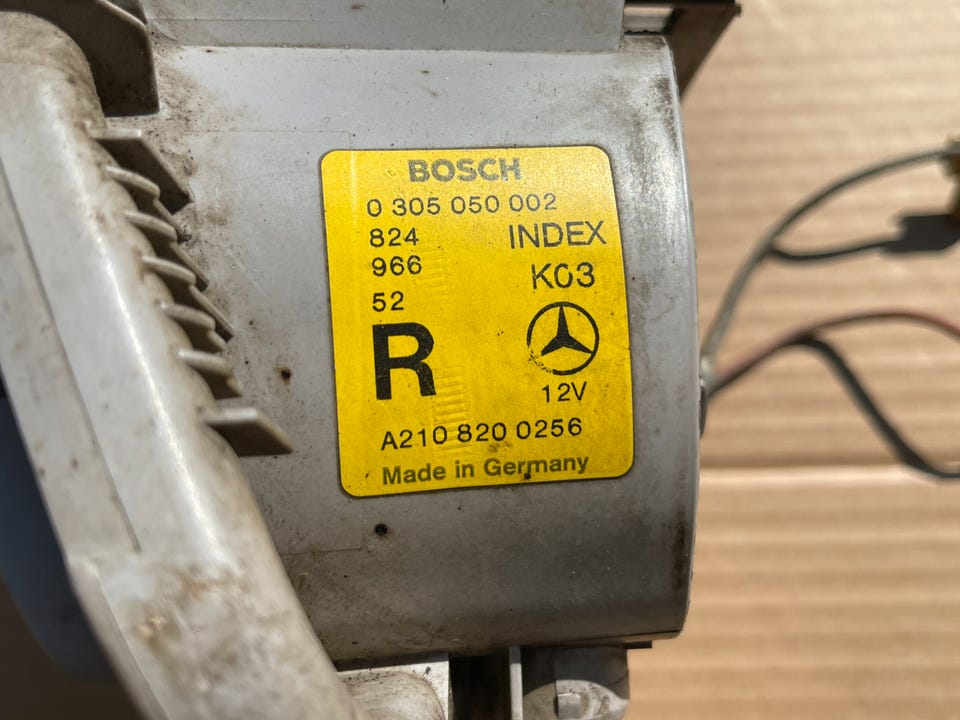 BOSCH
0 305 050 002
824 INDEX
966 K03
52
R
12V
A210 820 0256
Made in Germany